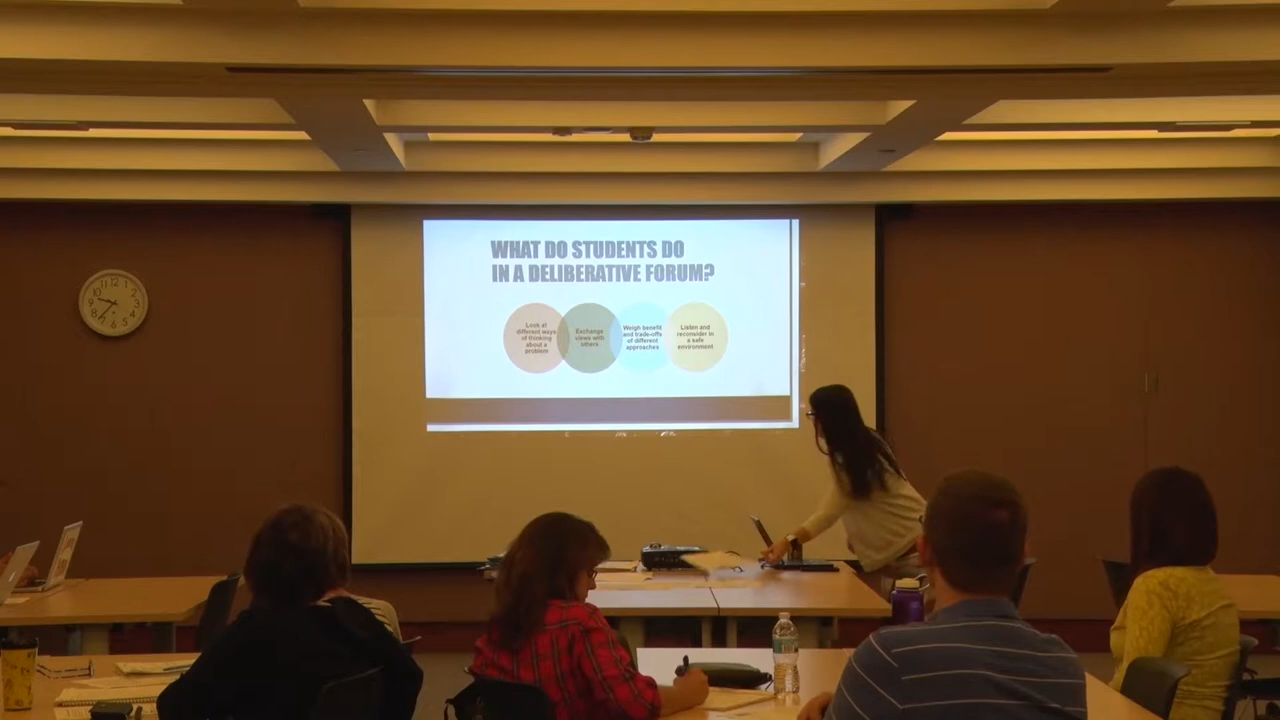 WHAT DO STUDENTS DO
IN A DELIBERATIVE FORUM?
Look at
different ways
of thinking
about a
problem
Exchange
views with
others
Weigh benefit
and trade-offs
of different
approaches
Listen and
reconsider in
a safe
environment